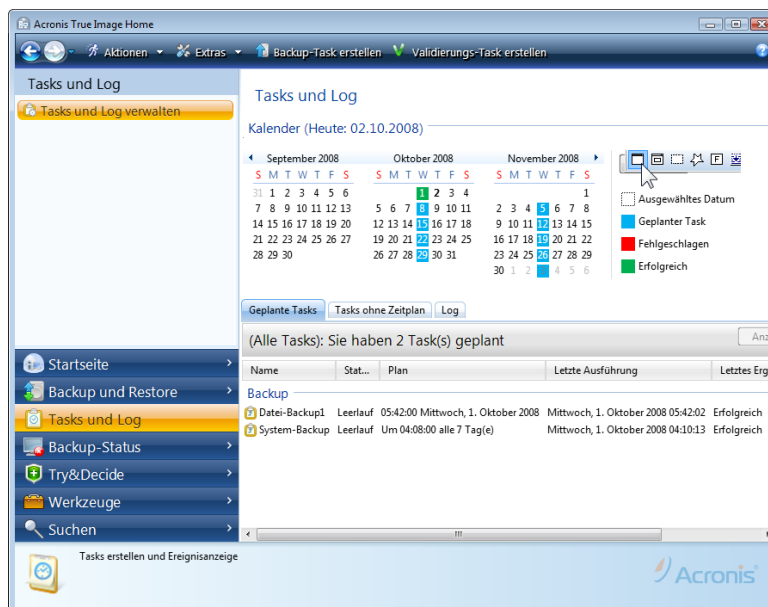 Acronis True Image Home
Aktionen Extras Backup-Task erstellen Validierungs-Task erstellen ?
Tasks und Log
Tasks und Log verwalten
Tasks und Log
Kalender (Heute: 02.10.2008)
September 2008 Oktober 2008 November 2008
S M T W T F S S M T W T F S S M T W T F S
31 1 2 3 4 5 6 1 2 3 4 1
7 8 9 10 11 12 13 5 6 7 8 9 10 11 2 3 4 5 6 7 8
14 15 16 17 18 19 20 12 13 14 15 16 17 18 9 10 11 12 13 14 15
21 22 23 24 25 26 27 19 20 21 22 23 24 25 16 17 18 19 20 21 22
28 29 30 26 27 28 29 30 31 23 24 25 26 27 28 29
30 1 2 4 5 6
F
Ausgewähltes Datum
Geplanter Task
Fehlgeschlagen
Erfolgreich
Geplante Tasks Tasks ohne Zeitplan Log
(Alle Tasks): Sie haben 2 Task(s) geplant Anz
Name Stat... Plan Letzte Ausführung Letztes Erg
Backup
Datei-Backup1 Leerlauf 05:42:00 Mittwoch, 1. Oktober 2008 Mittwoch, 1. Oktober 2008 05:42:02 Erfolgreich
System-Backup Leerlauf Um 04:08:00 alle 7 Tag(e) Mittwoch, 1. Oktober 2008 04:10:13 Erfolgreich
Startseite
Backup und Restore
Tasks und Log
Backup-Status
Try&Decide
Werkzeuge
Suchen
Tasks erstellen und Ereignisanzeige
Acronis